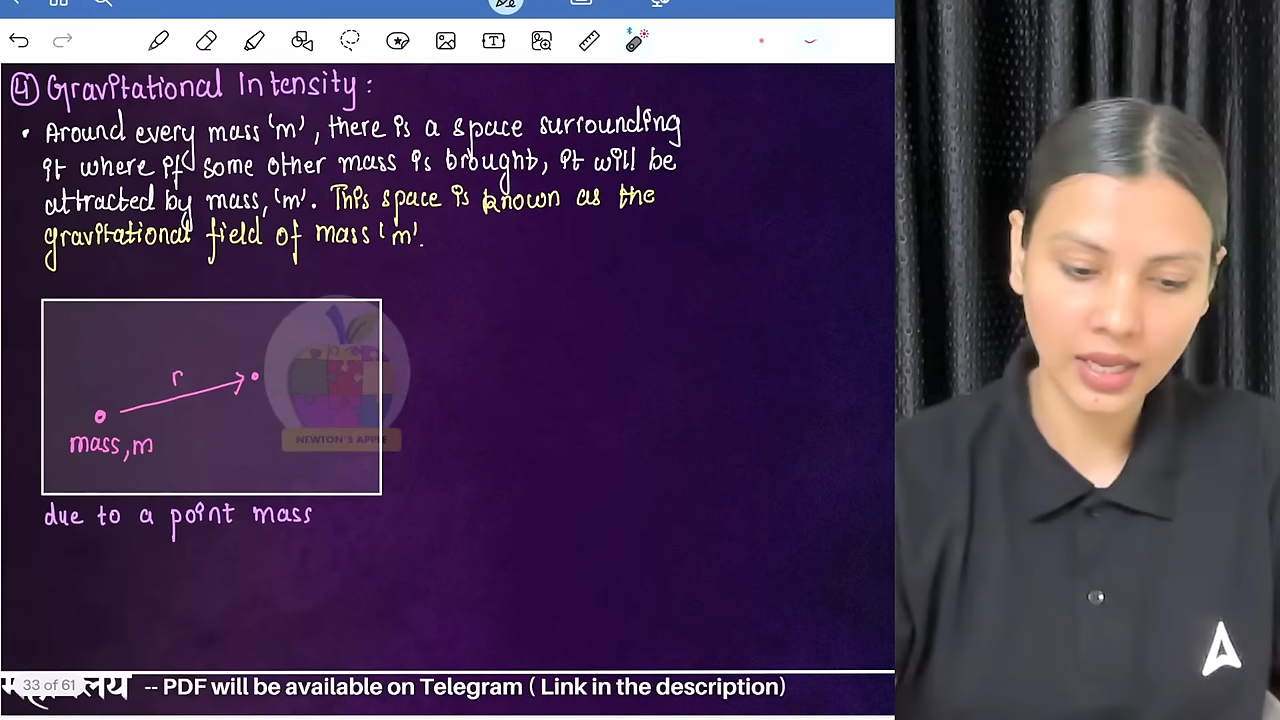 ④ Gravitational Intensity :
• Around every mass 'm', there is a space surrounding
it where if some other mass is brought, it will be
attracted by mass, 'm'. This space is known as the
gravitational field of mass 'm'.
r
mass, m
NEWTON'S APPLE
due to a point mass
33 of 61
-- PDF will be available on Telegram ( Link in the description)